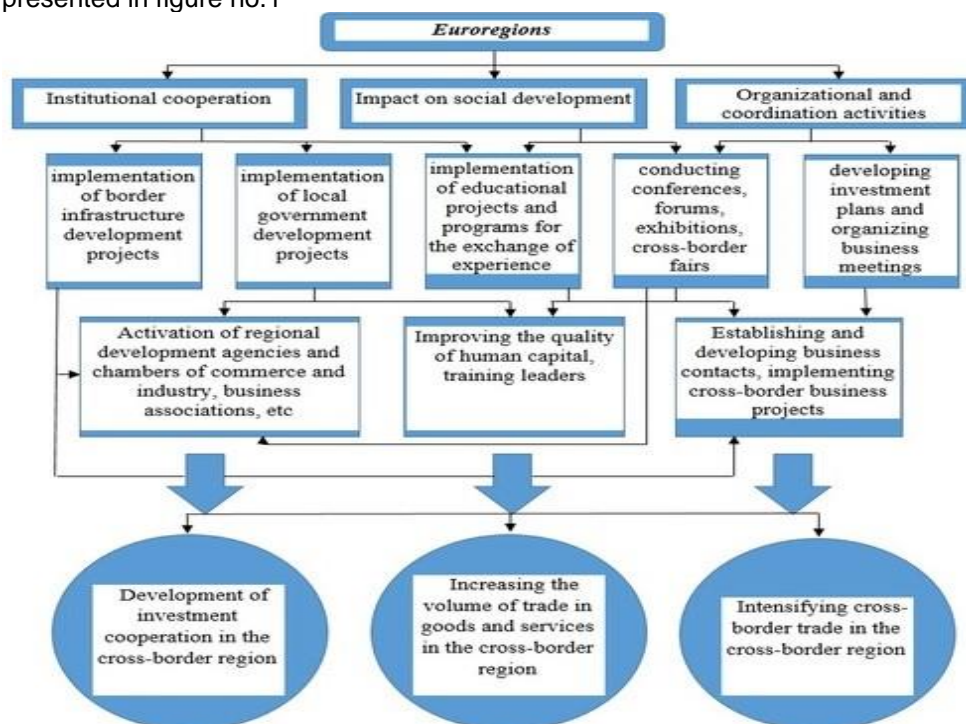 presented in figure no.1
Euroregions
Institutional cooperation
Impact on social development
Organizational and
coordination activities
implementation
of border
infrastructure
development
projects
implementation
of local
government
development
projects
implementation
of educational
projects and
programs for
the exchange of
experience
conducting
conferences,
forums,
exhibitions,
cross-border
fairs
developing
investment
plans and
organizing
business
meetings
Activation of regional
development agencies and
chambers of commerce and
industry, business
associations, etc
Improving the quality
of human capital,
training leaders
Establishing and
developing business
contacts, implementing
cross-border business
projects
Development of
investment
cooperation in the
cross-border region
Increasing the
volume of trade in
goods and services
in the cross-border
region
Intensifying cross-
border trade in the
cross-border region